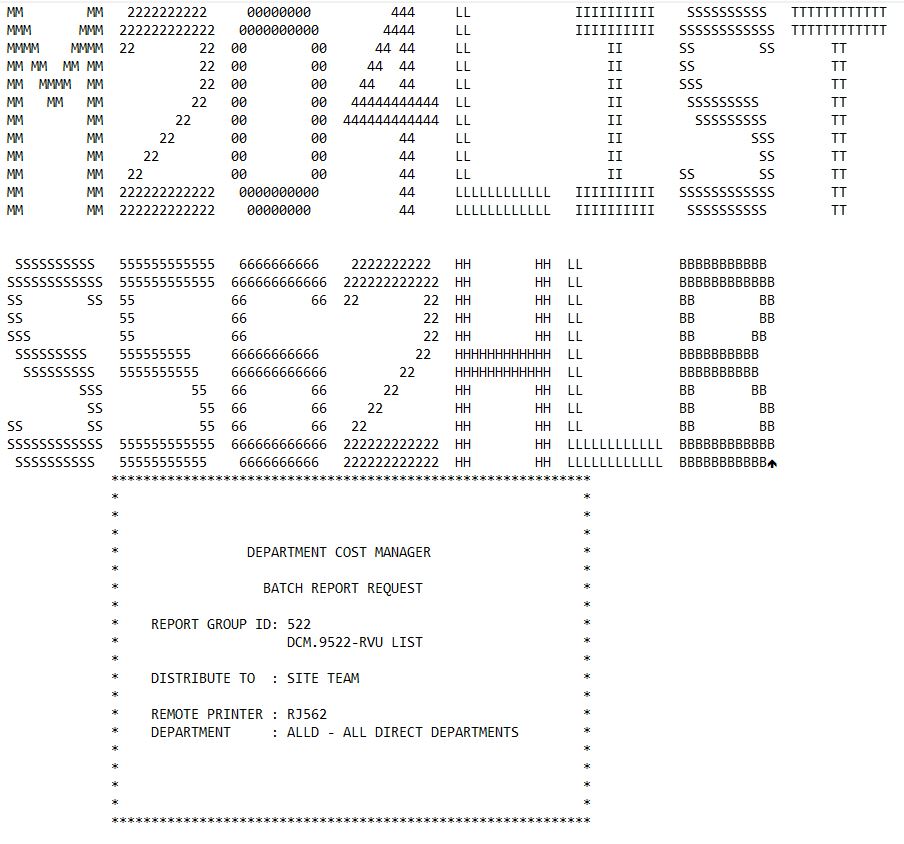 MM        MM   2222222222     00000000          444     LL             IIIIIIIIII    SSSSSSSSSS   TTTTTTTTTTTT
MMM      MMM  222222222222   0000000000        4444     LL             IIIIIIIIII   SSSSSSSSSSSS  TTTTTTTTTTTT
MMMM    MMMM  22        22  00        00      44 44     LL                 II       SS        SS       TT
MM MM  MM MM            22  00        00     44  44     LL                 II       SS                 TT
MM  MMMM  MM            22  00        00    44   44     LL                 II       SSS                TT
MM   MM   MM           22   00        00   44444444444  LL                 II        SSSSSSSSS         TT
MM        MM         22     00        00  444444444444  LL                 II         SSSSSSSSS        TT
MM        MM       22       00        00         44     LL                 II                SSS       TT
MM        MM     22         00        00         44     LL                 II                 SS       TT
MM        MM   22           00        00         44     LL                 II       SS        SS       TT
MM        MM  222222222222   0000000000          44     LLLLLLLLLLLL   IIIIIIIIII   SSSSSSSSSSSS       TT
MM        MM  222222222222    00000000           44     LLLLLLLLLLLL   IIIIIIIIII    SSSSSSSSSS        TT
 SSSSSSSSSS   555555555555   6666666666    2222222222   HH        HH  LL            BBBBBBBBBBB
SSSSSSSSSSSS  555555555555  666666666666  222222222222  HH        HH  LL            BBBBBBBBBBBB
SS        SS  55            66        66  22        22  HH        HH  LL            BB        BB
SS            55            66                      22  HH        HH  LL            BB        BB
SSS           55            66                      22  HH        HH  LL            BB       BB
 SSSSSSSSS    555555555     66666666666            22   HHHHHHHHHHHH  LL            BBBBBBBBBB
  SSSSSSSSS   5555555555    666666666666         22     HHHHHHHHHHHH  LL            BBBBBBBBBB
         SSS           55   66        66       22       HH        HH  LL            BB       BB
          SS            55  66        66     22         HH        HH  LL            BB        BB
SS        SS            55  66        66   22           HH        HH  LL            BB        BB
SSSSSSSSSSSS  555555555555  666666666666  222222222222  HH        HH  LLLLLLLLLLLL  BBBBBBBBBBBB
 SSSSSSSSSS   55555555555    6666666666   222222222222  HH        HH  LLLLLLLLLLLL  BBBBBBBBBBB
DEPARTMENT COST MANAGER
BATCH REPORT REQUEST
REPORT GROUP ID: 522
DCM.9522-RVU LIST
DISTRIBUTE TO  : SITE TEAM
REMOTE PRINTER : RJ562
DEPARTMENT     : ALLD - ALL DIRECT DEPARTMENTS